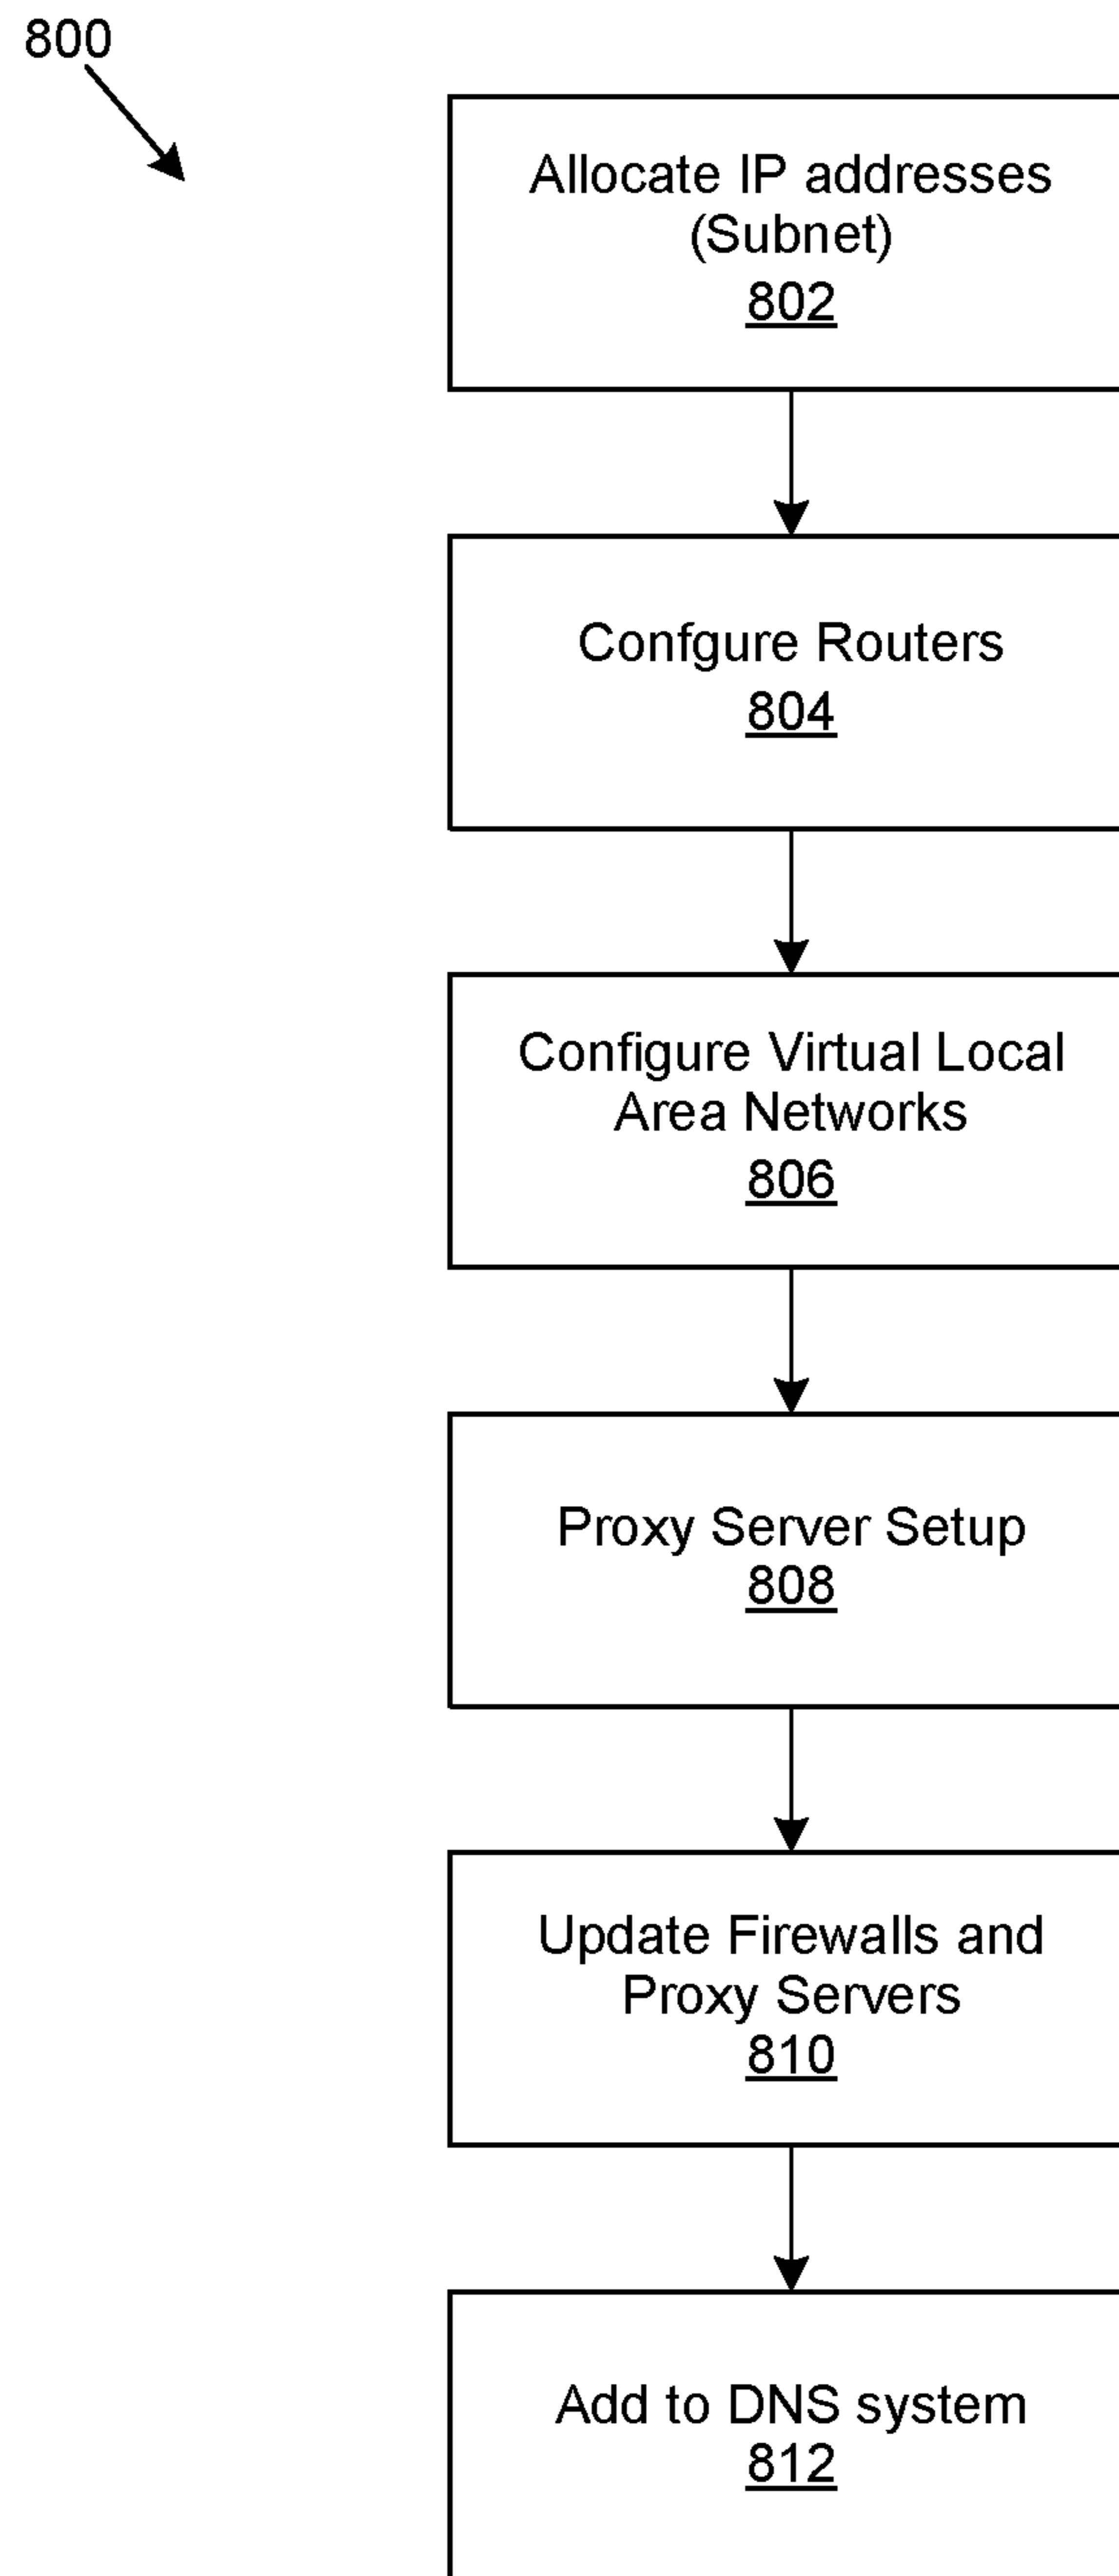 800
Allocate IP addresses
(Subnet)
802
Confgure Routers
804
Configure Virtual Local
Area Networks
806
Proxy Server Setup
808
Update Firewalls and
Proxy Servers
810
Add to DNS system
812